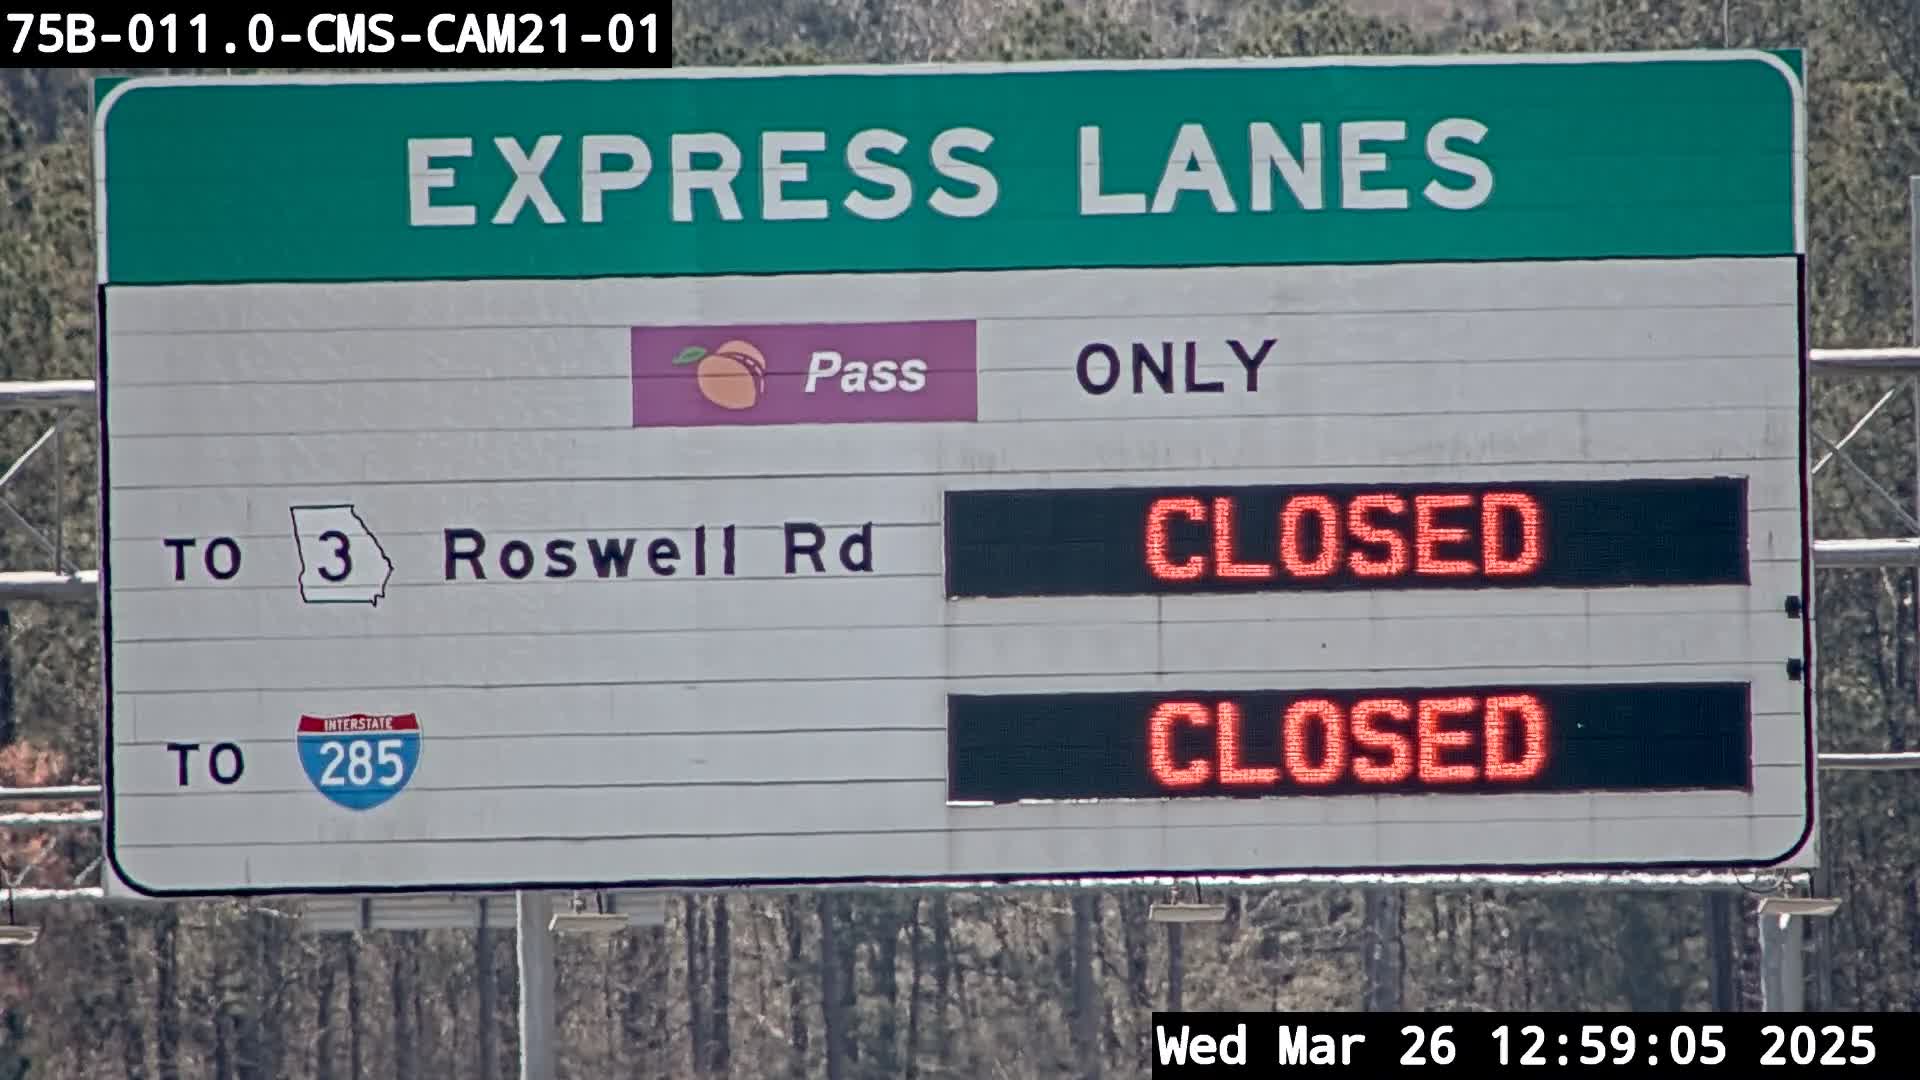 75B-011.0-CMS-CAM21-01
EXPRESS LANES
Pass ONLY
TO 3 Roswell Rd CLOSED
INTERSTATE
TO 285 CLOSED
Wed Mar 26 12:59:05 2025